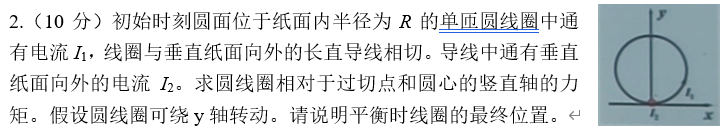 2.（10 分）初始时刻圆面位于纸面内半径为 R 的单匝圆线圈中通
有电流 I₁，线圈与垂直纸面向外的长直导线相切。导线中通有垂直
纸面向外的电流 I₂。求圆线圈相对于过切点和圆心的竖直轴的力
矩。假设圆线圈可绕 y 轴转动。请说明平衡时线圈的最终位置。↵
y
I₁
I₂
x